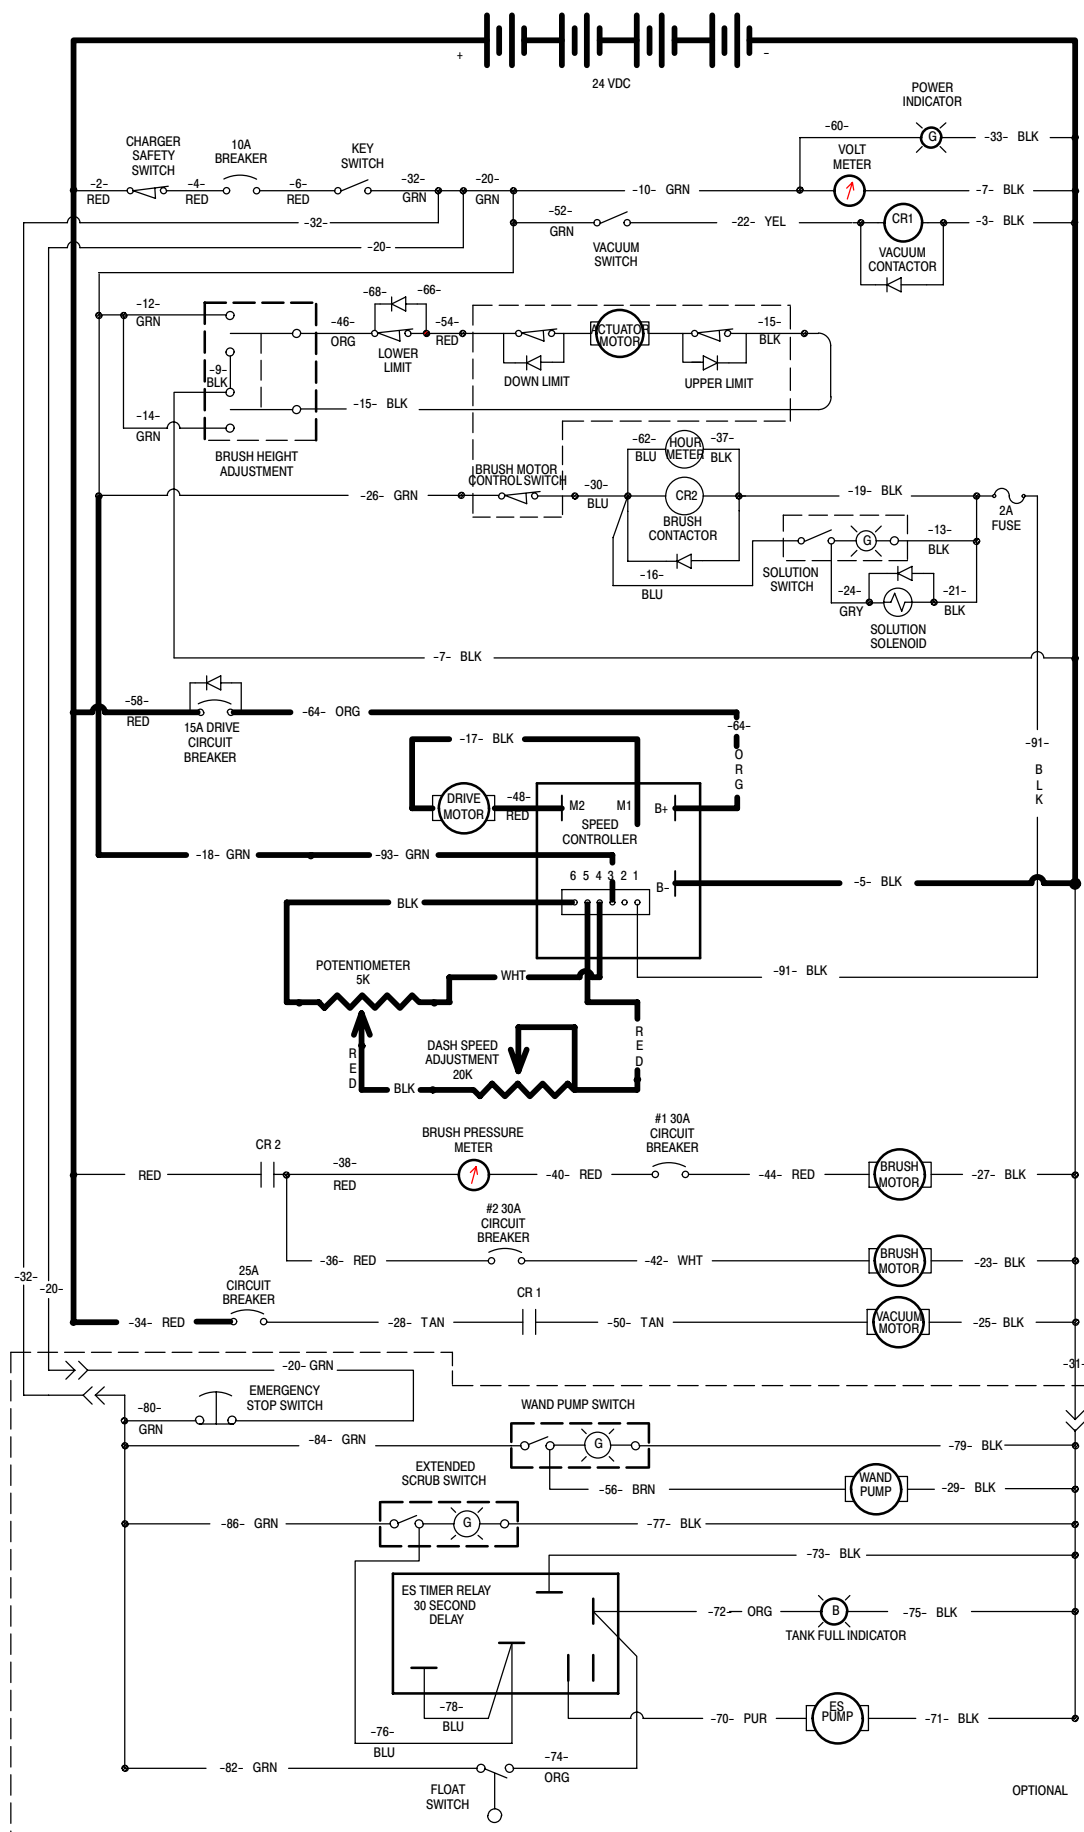 +
-
24 VDC
POWER
INDICATOR
-60-
G
-33- BLK
VOLT
METER
CHARGER
SAFETY
SWITCH
10A
BREAKER
KEY
SWITCH
-2-
RED
-4-
RED
-6-
RED
-32-
GRN
-20-
GRN
-10- GRN
-7- BLK
-32-
-52-
GRN
VACUUM
SWITCH
-22- YEL
CR1
-3- BLK
VACUUM
CONTACTOR
-20-
-12-
GRN
-46-
ORG
-68-
-66-
LOWER
LIMIT
-54-
RED
DOWN LIMIT
ACTUATOR
MOTOR
UPPER LIMIT
-15-
BLK
-9-
BLK
-14-
GRN
-15- BLK
BRUSH HEIGHT
ADJUSTMENT
-62-
BLU
HOUR
METER
-37-
BLK
BRUSH MOTOR
CONTROL SWITCH
-26- GRN
-30-
BLU
CR2
BRUSH
CONTACTOR
-19- BLK
2A
FUSE
-16-
BLU
SOLUTION
SWITCH
G
-13-
BLK
-24-
GRY
-21-
BLK
SOLUTION
SOLENOID
-7- BLK
-58-
RED
15A DRIVE
CIRCUIT
BREAKER
-64- ORG
-64-
O
R
G
-17- BLK
-91-
B
L
K
DRIVE
MOTOR
-48-
RED
M2
M1
B+
SPEED
CONTROLLER
-18- GRN
-93- GRN
6 5 4 3 2 1
B-
-5- BLK
BLK
POTENTIOMETER
5K
WHT
-91- BLK
R
E
D
DASH SPEED
ADJUSTMENT
20K
R
E
D
BLK
RED
CR 2
-38-
RED
BRUSH PRESSURE
METER
-40- RED
#1 30A
CIRCUIT
BREAKER
-44- RED
BRUSH
MOTOR
-27- BLK
-36- RED
#2 30A
CIRCUIT
BREAKER
-42- WHT
BRUSH
MOTOR
-23- BLK
-32-
-20-
25A
CIRCUIT
BREAKER
-34- RED
-28- TAN
CR 1
-50- TAN
VACUUM
MOTOR
-25- BLK
-31-
-20- GRN
-80-
GRN
EMERGENCY
STOP SWITCH
WAND PUMP SWITCH
-84- GRN
G
-79- BLK
-56- BRN
WAND
PUMP
-29- BLK
EXTENDED
SCRUB SWITCH
-86- GRN
G
-77- BLK
-73- BLK
ES TIMER RELAY
30 SECOND
DELAY
-72- ORG
B
-75- BLK
TANK FULL INDICATOR
-78-
BLU
-76-
BLU
-70- PUR
ES
PUMP
-71- BLK
-82- GRN
-74-
ORG
FLOAT
SWITCH
OPTIONAL